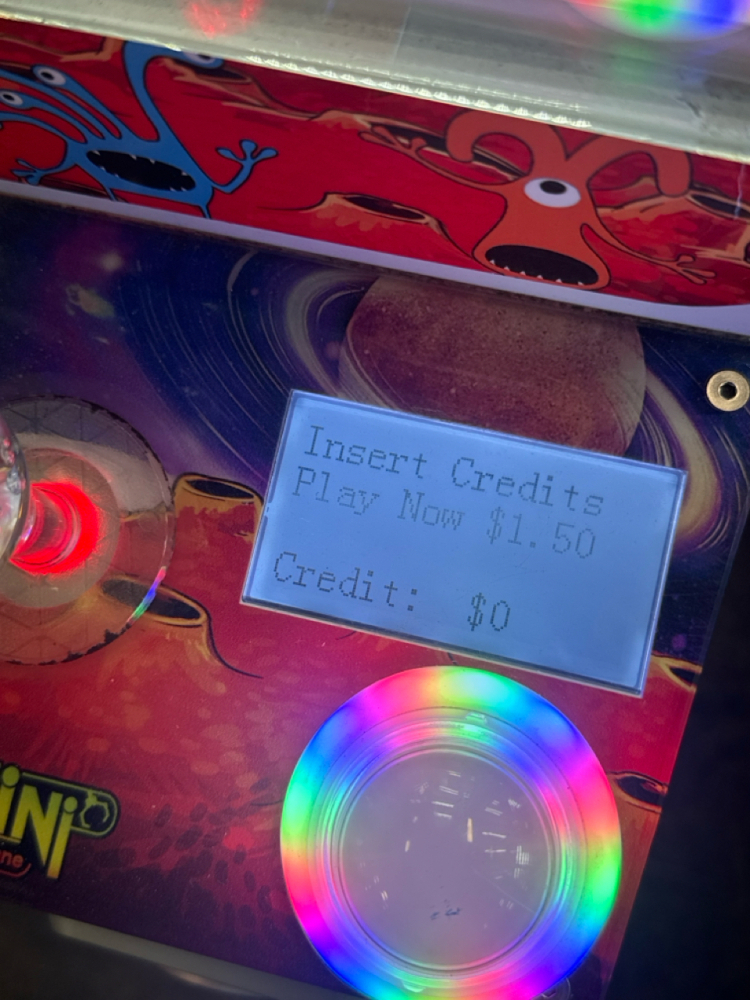 Insert Credits
Play Now $1.50
Credit: $0